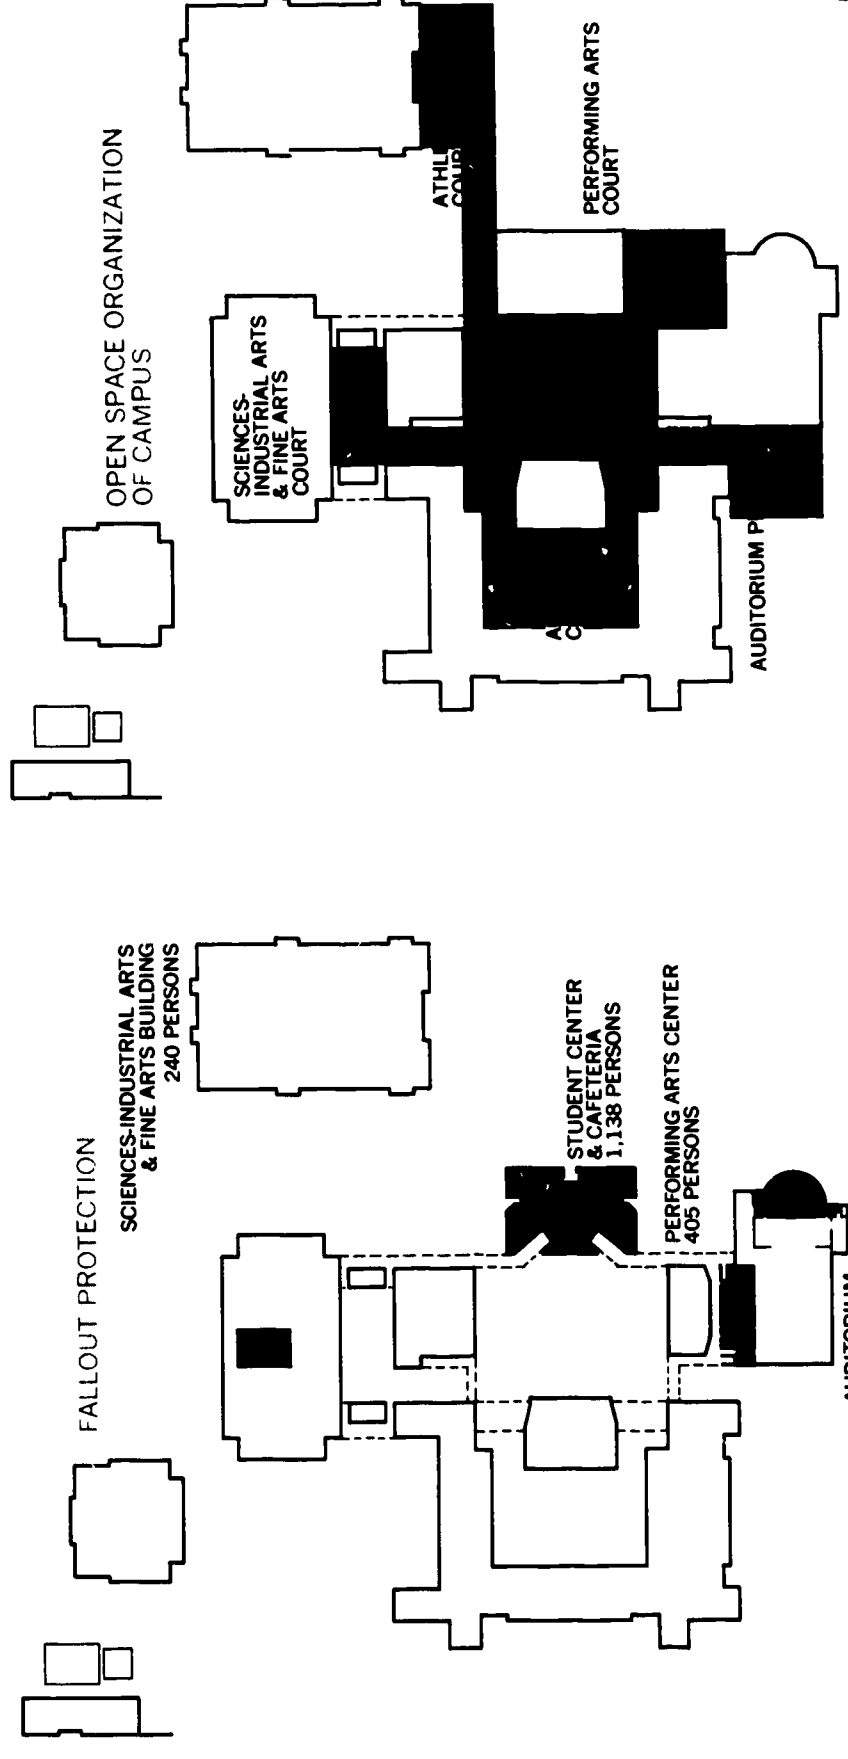 FALLOUT PROTECTION
SCIENCES-INDUSTRIAL ARTS
& FINE ARTS BUILDING
240 PERSONS
STUDENT CENTER
& CAFETERIA
1,138 PERSONS
PERFORMING ARTS CENTER
405 PERSONS
AUDITORIUM
OPEN SPACE ORGANIZATION
OF CAMPUS
SCIENCES-
INDUSTRIAL ARTS
& FINE ARTS
COURT
PERFORMING ARTS
COURT
AUDITORIUM